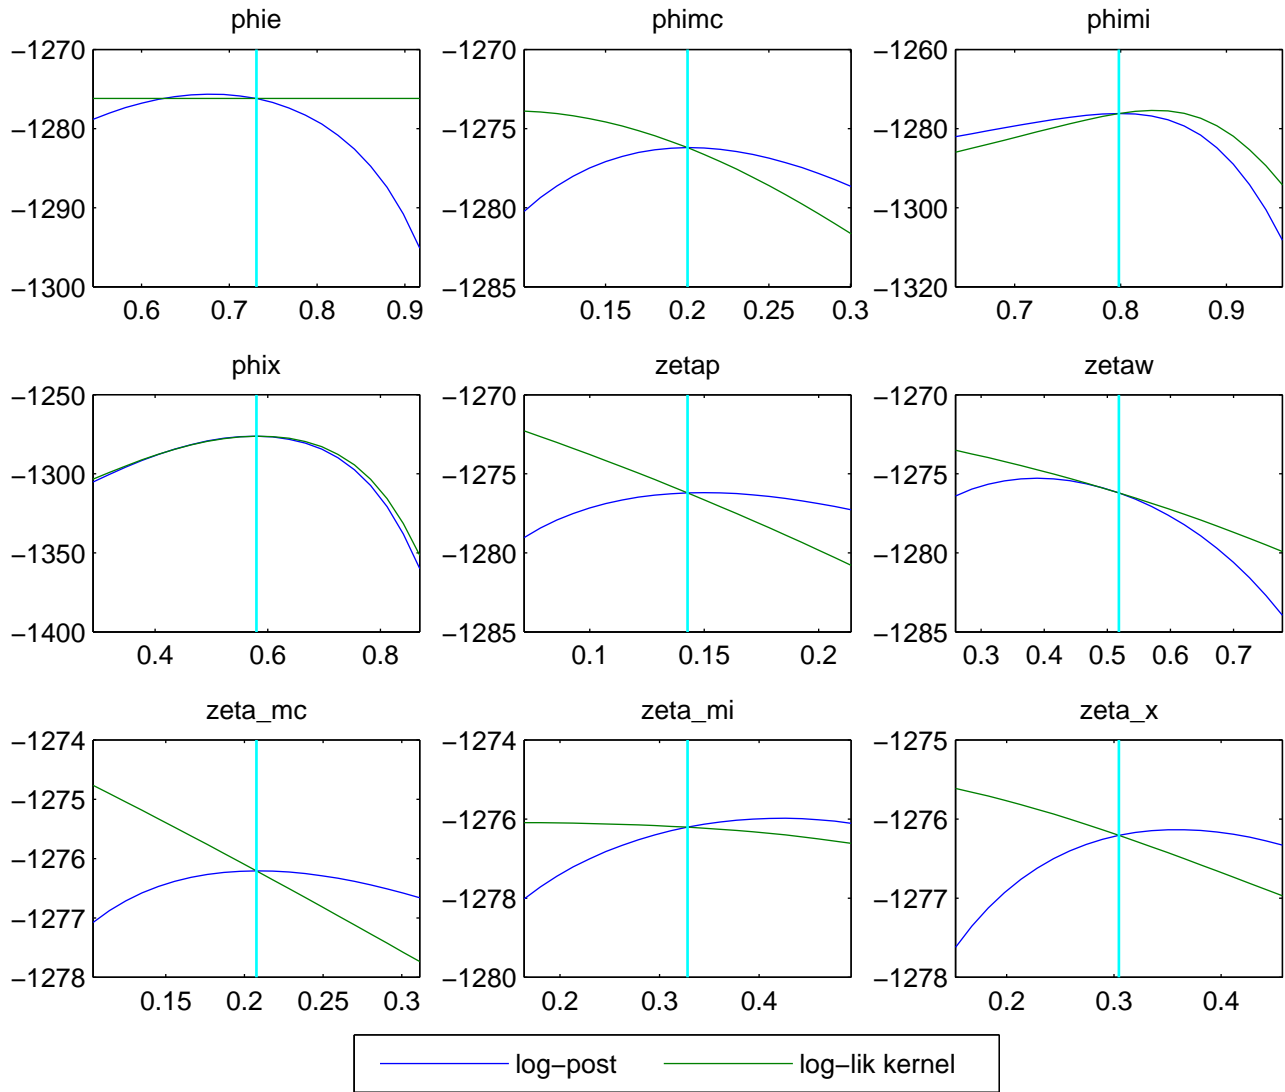 phie
phimc
phimi
−1270
−1280
−1290
−1300
0.6 0.7 0.8 0.9
−1270
−1275
−1280
−1285
0.15 0.2 0.25 0.3
−1260
−1280
−1300
−1320
0.7 0.8 0.9
phix
zetap
zetaw
−1250
−1300
−1350
−1400
0.4 0.6 0.8
−1270
−1275
−1280
−1285
0.1 0.15 0.2
−1270
−1275
−1280
−1285
0.3 0.4 0.5 0.6 0.7
zeta_mc
zeta_mi
zeta_x
−1274
−1275
−1276
−1277
−1278
0.15 0.2 0.25 0.3
−1274
−1276
−1278
−1280
0.2 0.3 0.4
−1275
−1276
−1277
−1278
0.2 0.3 0.4
log−post log−lik kernel